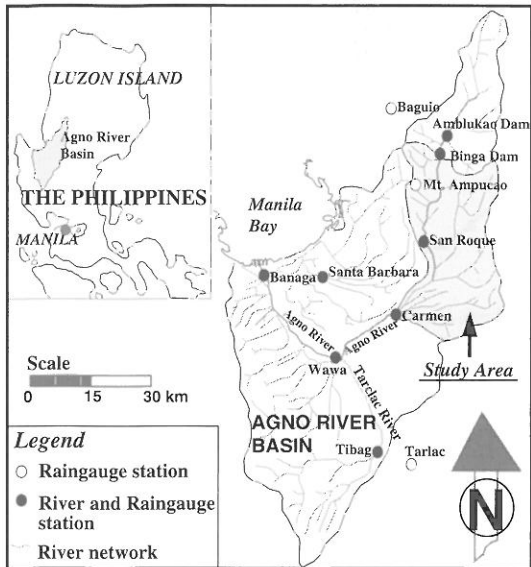 LUZON ISLAND
Agno River
Basin
THE PHILIPPINES
MANILA
Baguio
Amblukao Dam
Binga Dam
Mt. Ampucao
Manila
Bay
San Roque
Banaga
Santa Barbara
Carmen
Agno River
Agno River
Wawa
Study Area
Tarclac River
Scale
0
15
30 km
AGNO RIVER
BASIN
Tibag
Tarlac
Legend
Raingauge station
River and Raingauge
station
River network
N